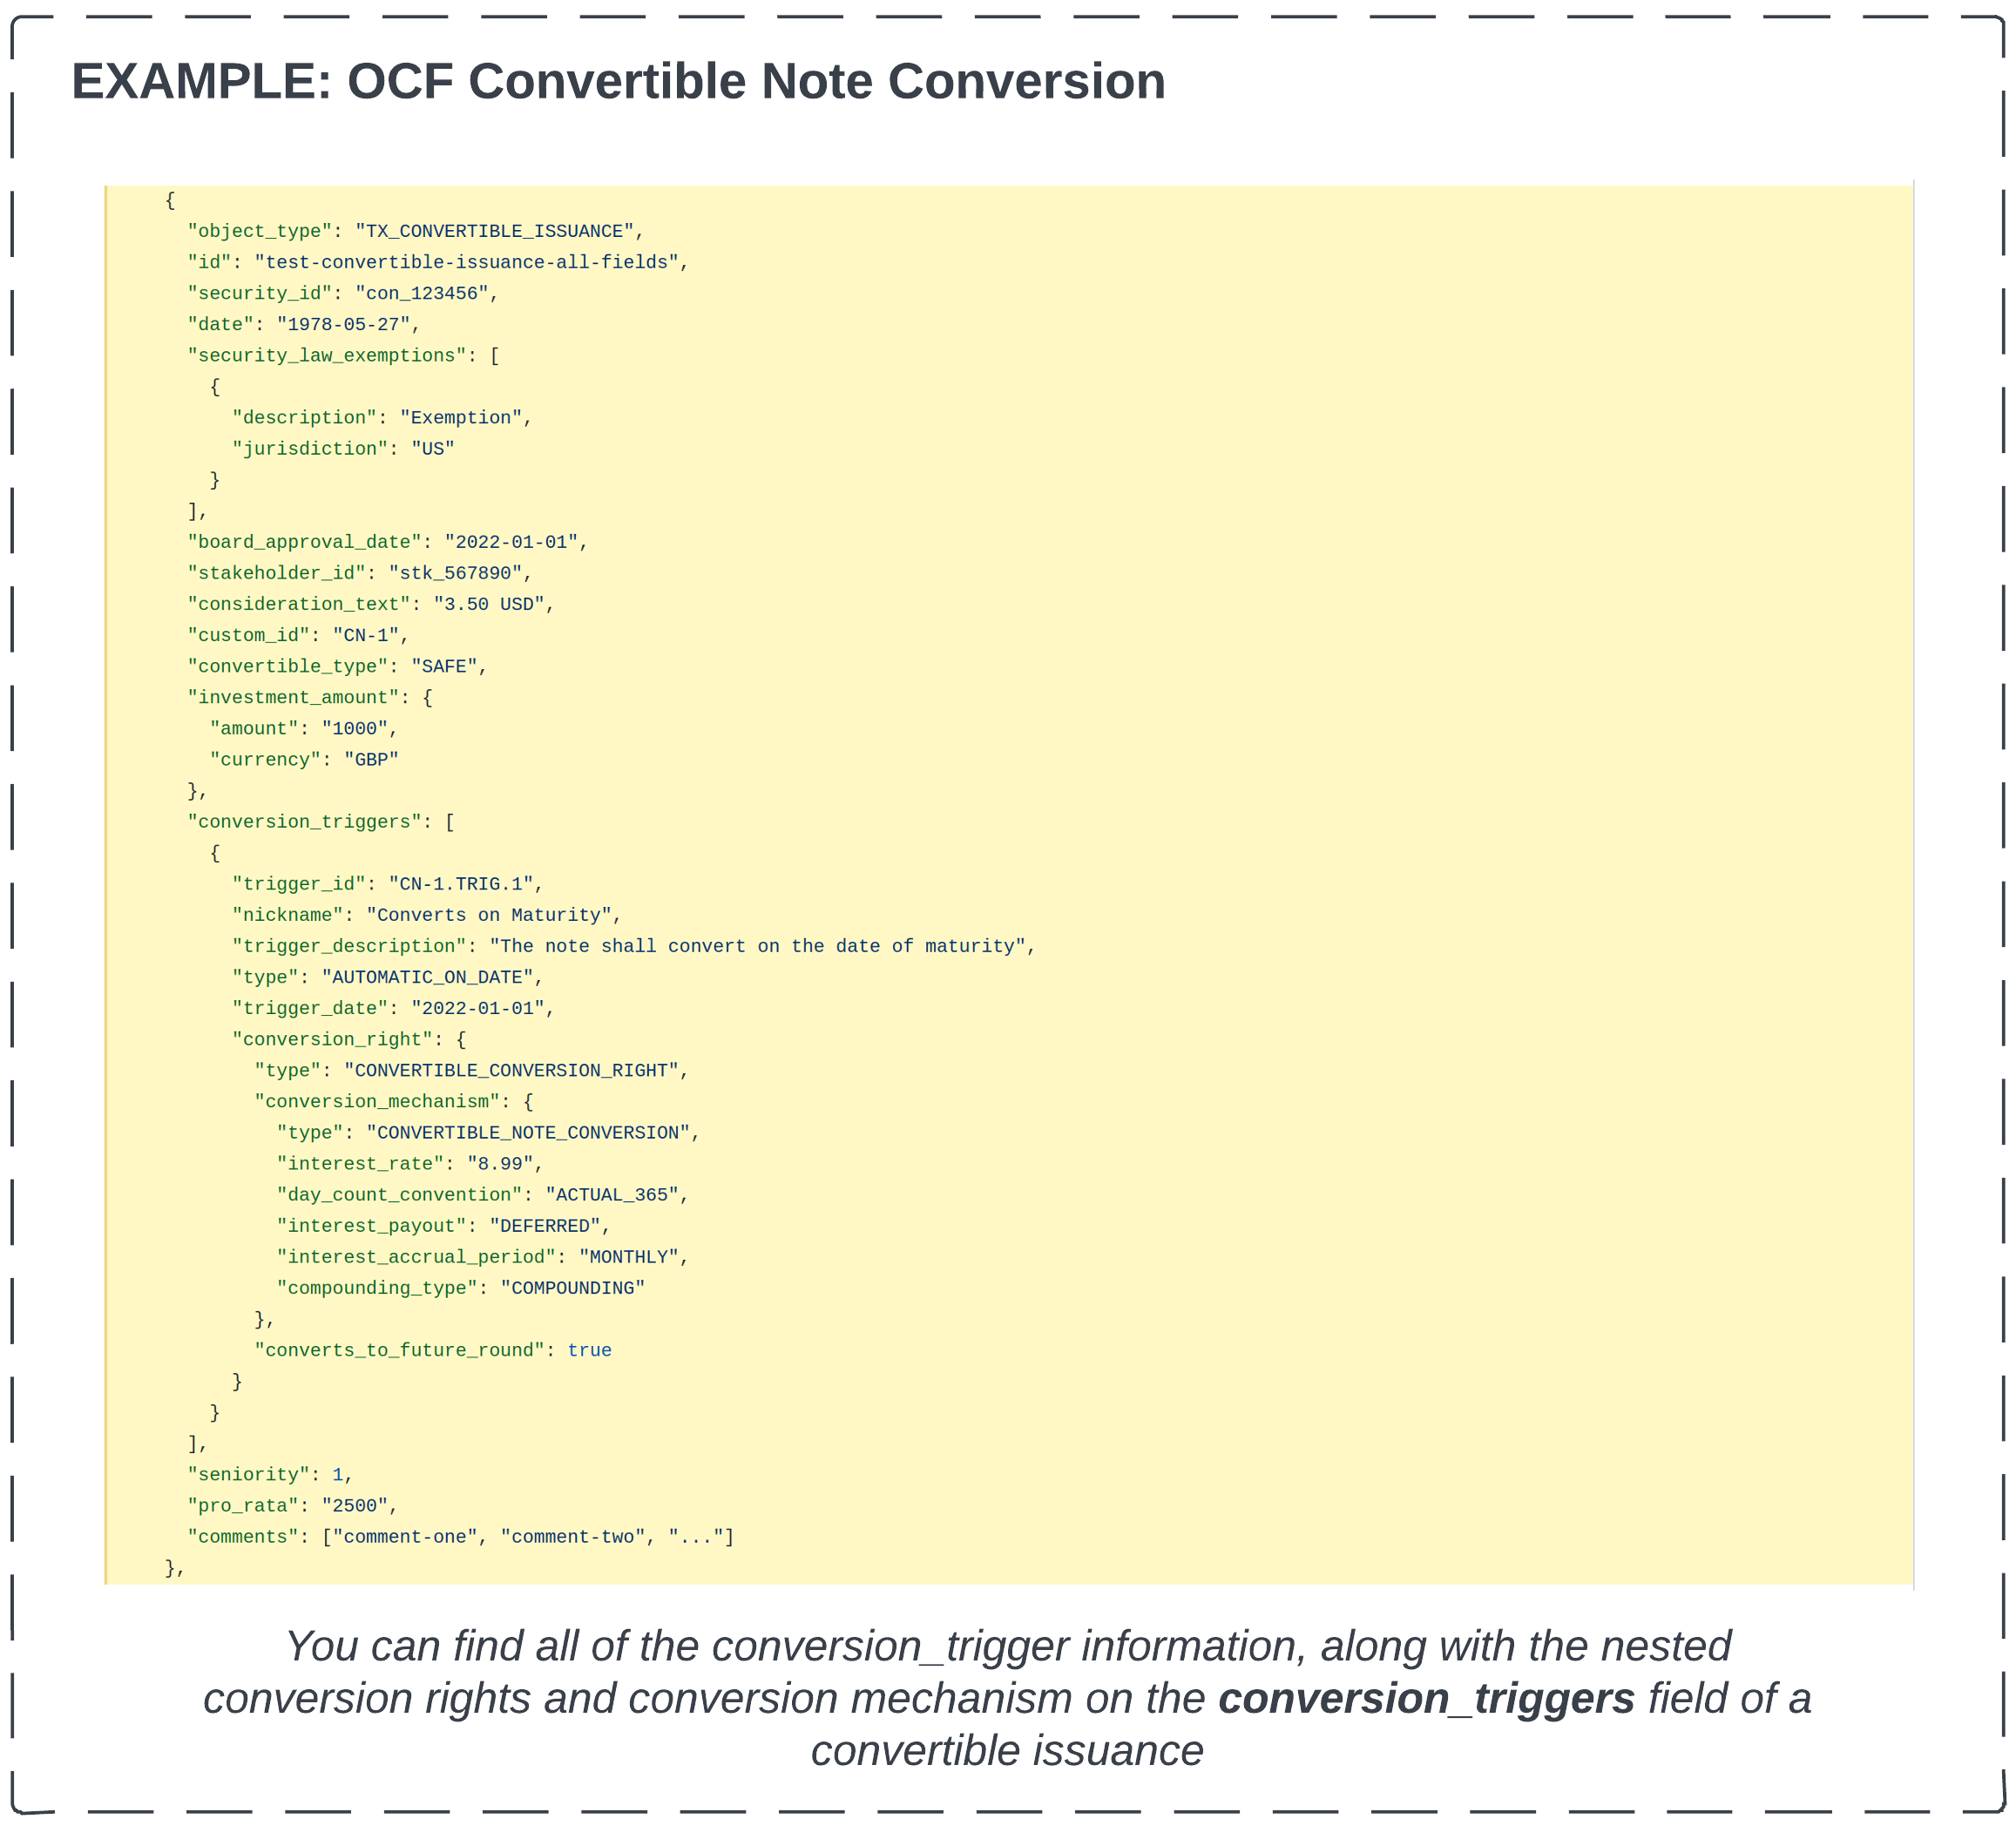 EXAMPLE: OCF Convertible Note Conversion
{
  "object_type": "TX_CONVERTIBLE_ISSUANCE",
  "id": "test-convertible-issuance-all-fields",
  "security_id": "con_123456",
  "date": "1978-05-27",
  "security_law_exemptions": [
    {
      "description": "Exemption",
      "jurisdiction": "US"
    }
  ],
  "board_approval_date": "2022-01-01",
  "stakeholder_id": "stk_567890",
  "consideration_text": "3.50 USD",
  "custom_id": "CN-1",
  "convertible_type": "SAFE",
  "investment_amount": {
    "amount": "1000",
    "currency": "GBP"
  },
  "conversion_triggers": [
    {
      "trigger_id": "CN-1.TRIG.1",
      "nickname": "Converts on Maturity",
      "trigger_description": "The note shall convert on the date of maturity",
      "type": "AUTOMATIC_ON_DATE",
      "trigger_date": "2022-01-01",
      "conversion_right": {
        "type": "CONVERTIBLE_CONVERSION_RIGHT",
        "conversion_mechanism": {
          "type": "CONVERTIBLE_NOTE_CONVERSION",
          "interest_rate": "8.99",
          "day_count_convention": "ACTUAL_365",
          "interest_payout": "DEFERRED",
          "interest_accrual_period": "MONTHLY",
          "compounding_type": "COMPOUNDING"
        },
        "converts_to_future_round": true
      }
    }
  ],
  "seniority": 1,
  "pro_rata": "2500",
  "comments": ["comment-one", "comment-two", "..."]
},
You can find all of the conversion_trigger information, along with the nested
conversion rights and conversion mechanism on the conversion_triggers field of a
convertible issuance